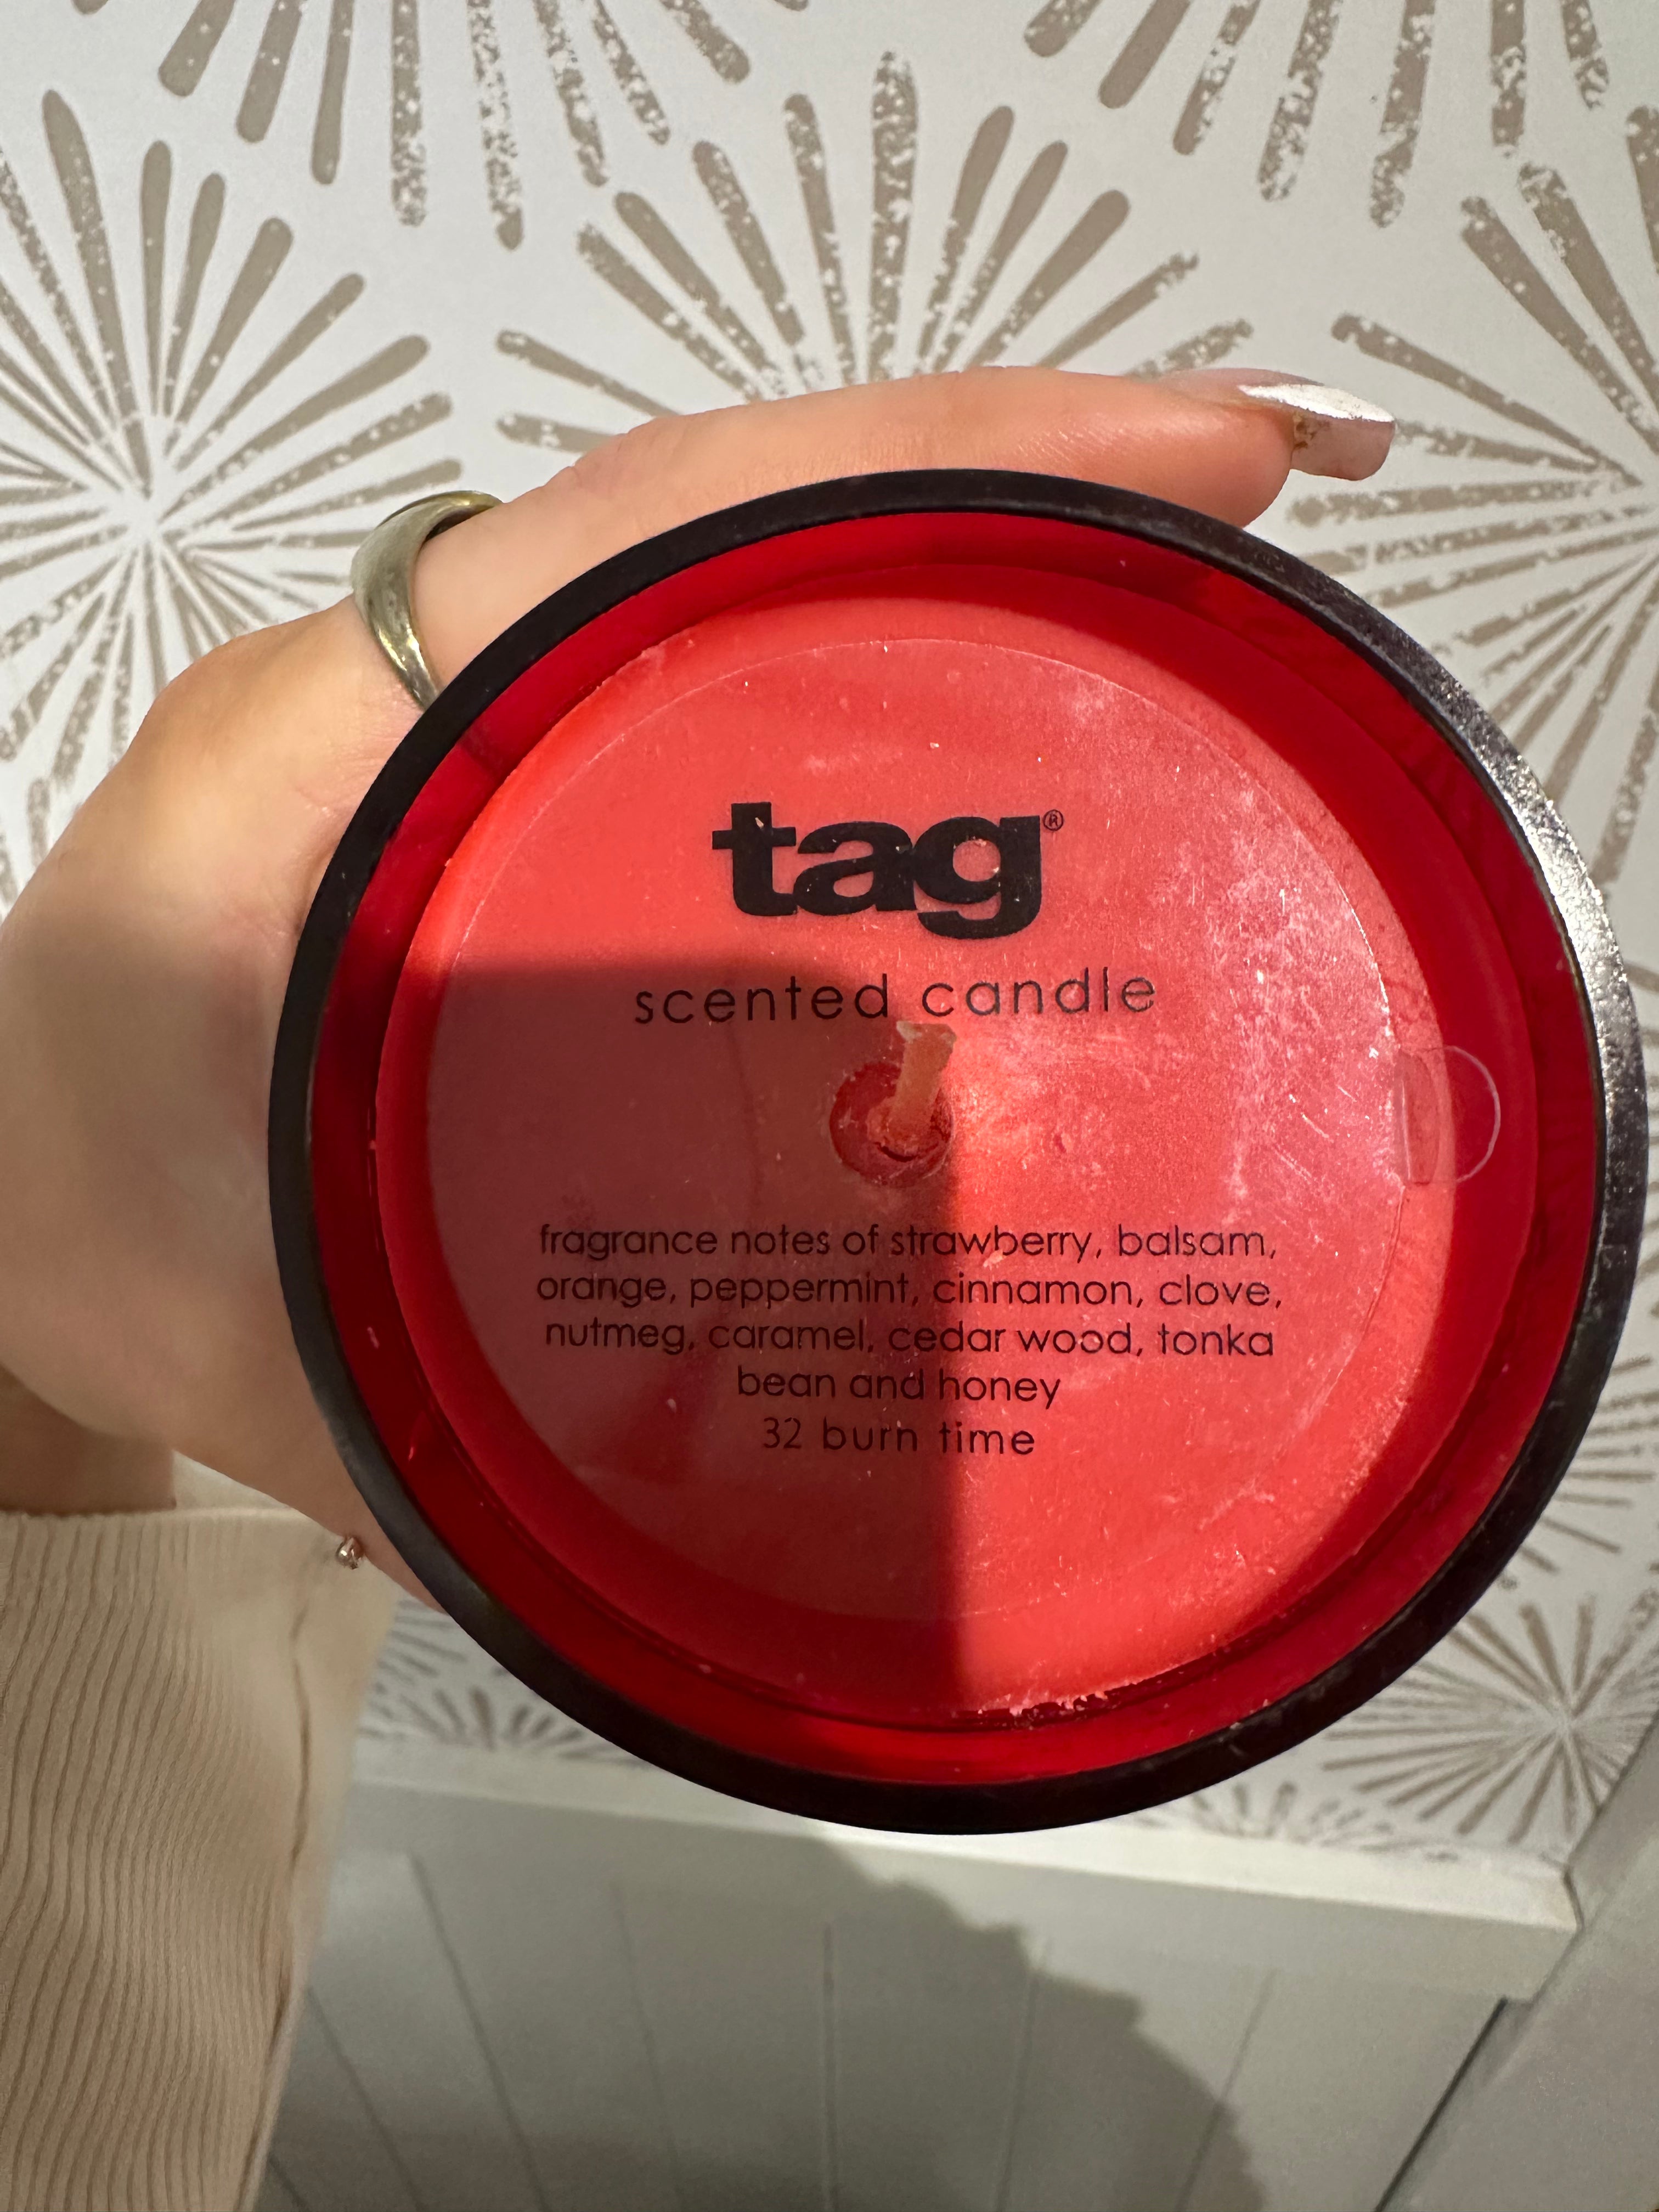 tag®
scented candle
fragrance notes of strawberry, balsam,
orange, peppermint, cinnamon, clove,
nutmeg, caramel, cedar wood, tonka
bean and honey
32 burn time